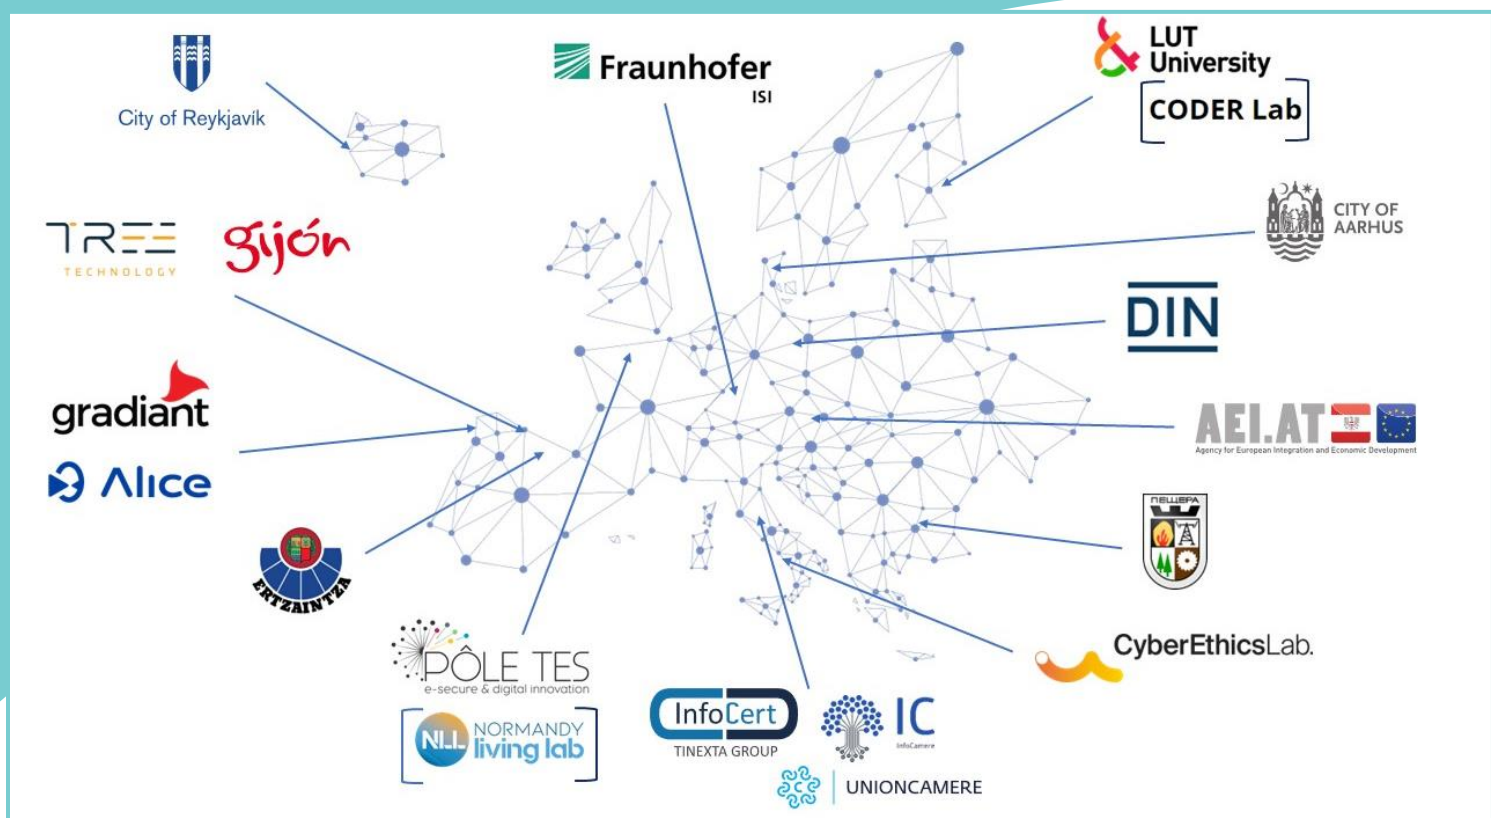 City of Reykjavík
Fraunhofer
ISI
LUT
University
CODER Lab
TREE
TECHNOLOGY
gijón
CITY OF
AARHUS
DIN
gradiant
Alice
AEI.AT
Agency for European Integration and Economic Development
ERTZAINTZA
ПЕЩЕРА
PÔLE TES
e-secure & digital innovation
NLL
NORMANDY
living lab
CyberEthicsLab.
InfoCert
TINEXTA GROUP
IC
InfoCamere
UNIONCAMERE